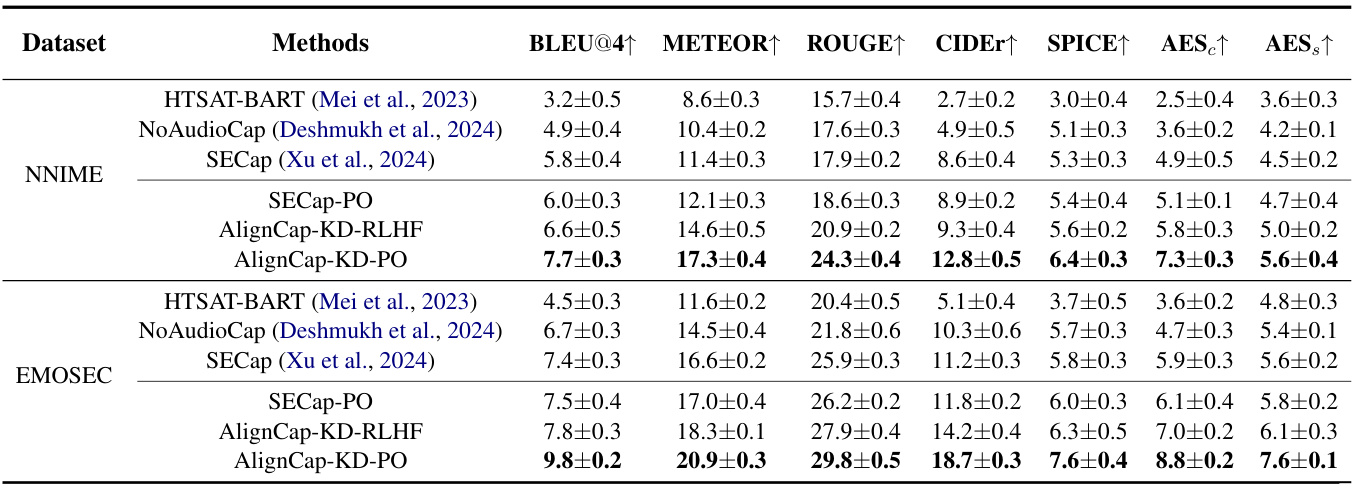 Dataset Methods BLEU@4↑ METEOR↑ ROUGE↑ CIDEr↑ SPICE↑ AESc↑ AESs↑
HTSAT-BART (Mei et al., 2023) 3.2±0.5 8.6±0.3 15.7±0.4 2.7±0.2 3.0±0.4 2.5±0.4 3.6±0.3
NoAudioCap (Deshmukh et al., 2024) 4.9±0.4 10.4±0.2 17.6±0.3 4.9±0.5 5.1±0.3 3.6±0.2 4.2±0.1
SECap (Xu et al., 2024) 5.8±0.4 11.4±0.3 17.9±0.2 8.6±0.4 5.3±0.3 4.9±0.5 4.5±0.2
NNIME
SECap-PO 6.0±0.3 12.1±0.3 18.6±0.3 8.9±0.2 5.4±0.4 5.1±0.1 4.7±0.4
AlignCap-KD-RLHF 6.6±0.5 14.6±0.5 20.9±0.2 9.3±0.4 5.6±0.2 5.8±0.3 5.0±0.2
AlignCap-KD-PO 7.7±0.3 17.3±0.4 24.3±0.4 12.8±0.5 6.4±0.3 7.3±0.3 5.6±0.4
HTSAT-BART (Mei et al., 2023) 4.5±0.3 11.6±0.2 20.4±0.5 5.1±0.4 3.7±0.5 3.6±0.2 4.8±0.3
NoAudioCap (Deshmukh et al., 2024) 6.7±0.3 14.5±0.4 21.8±0.6 10.3±0.6 5.7±0.3 4.7±0.3 5.4±0.1
SECap (Xu et al., 2024) 7.4±0.3 16.6±0.2 25.9±0.3 11.2±0.3 5.8±0.3 5.9±0.3 5.6±0.2
EMOSEC
SECap-PO 7.5±0.4 17.0±0.4 26.2±0.2 11.8±0.2 6.0±0.3 6.1±0.4 5.8±0.2
AlignCap-KD-RLHF 7.8±0.3 18.3±0.1 27.9±0.4 14.2±0.4 6.3±0.5 7.0±0.2 6.1±0.3
AlignCap-KD-PO 9.8±0.2 20.9±0.3 29.8±0.5 18.7±0.3 7.6±0.4 8.8±0.2 7.6±0.1